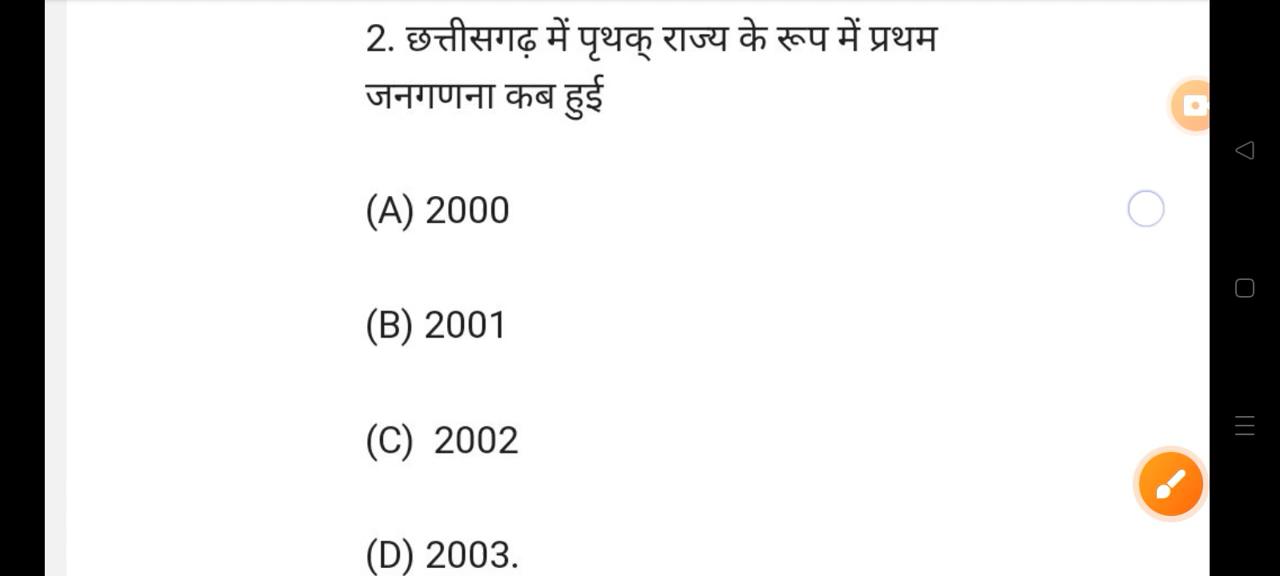 2. छत्तीसगढ़ में पृथक् राज्य के रूप में प्रथम
जनगणना कब हुई
(A) 2000
(B) 2001
(C) 2002
(D) 2003.